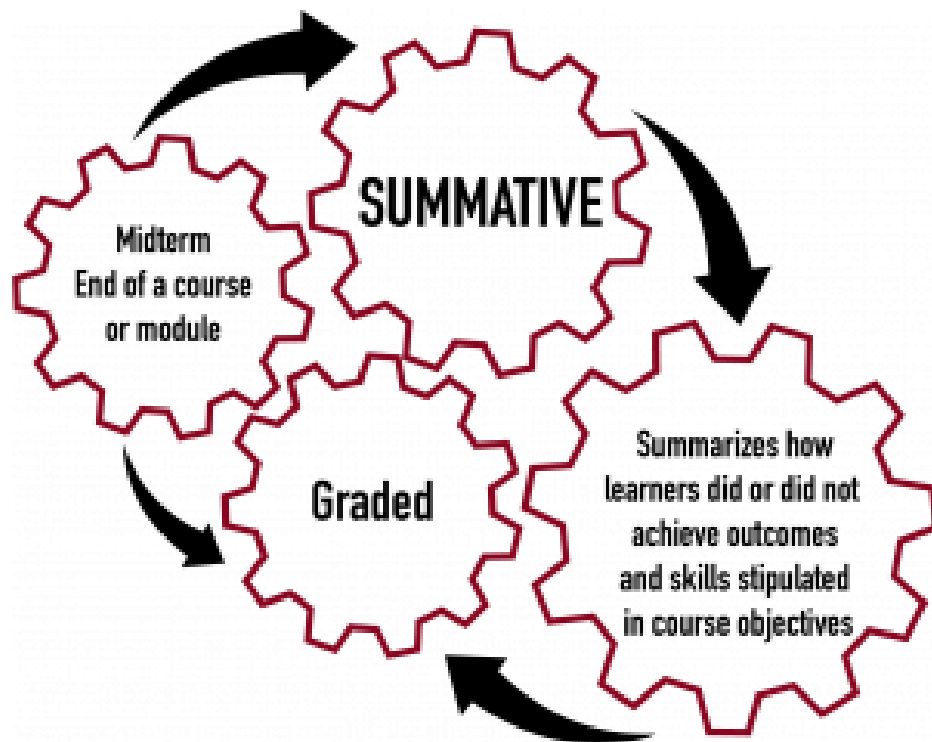 SUMMATIVE
Midterm
End of a course
or module
Graded
Summarizes how
learners did or did not
achieve outcomes
and skills stipulated
in course objectives